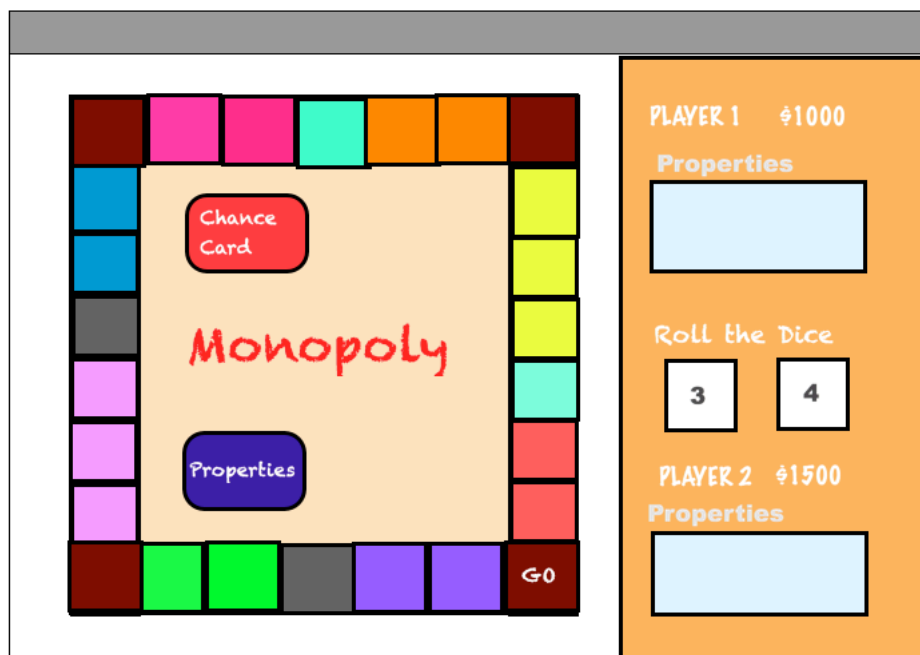 Chance
Card
Monopoly
Properties
GO
PLAYER 1 $1000
Properties
Roll the Dice
3 4
PLAYER 2 $1500
Properties